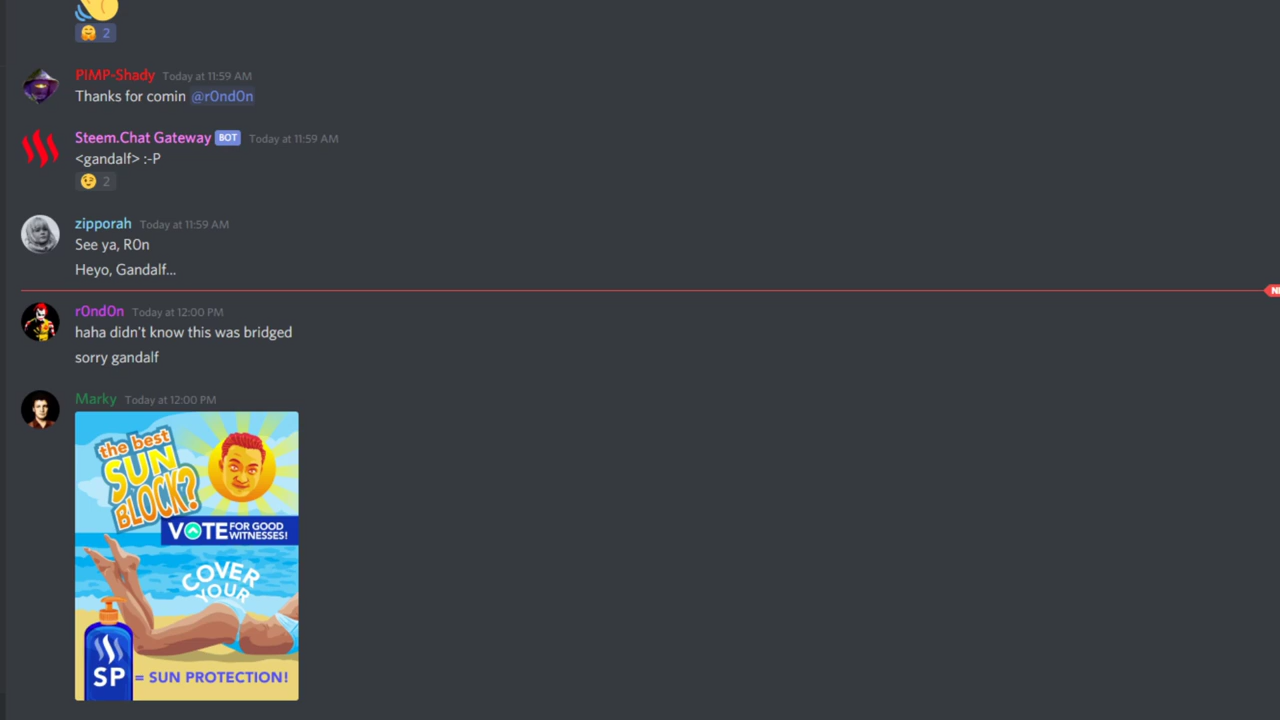 2
PIMP-Shady Today at 11:59 AM
Thanks for comin @r0nd0n
Steem.Chat Gateway BOT Today at 11:59 AM
<gandalf> :-P
2
zipporah Today at 11:59 AM
See ya, R0n
Heyo, Gandalf...
r0nd0n Today at 12:00 PM
haha didn't know this was bridged
sorry gandalf
Marky Today at 12:00 PM
the best
SUN
BLOCK?
VOTE FOR GOOD
WITNESSES!
COVER
YOUR
SP = SUN PROTECTION!